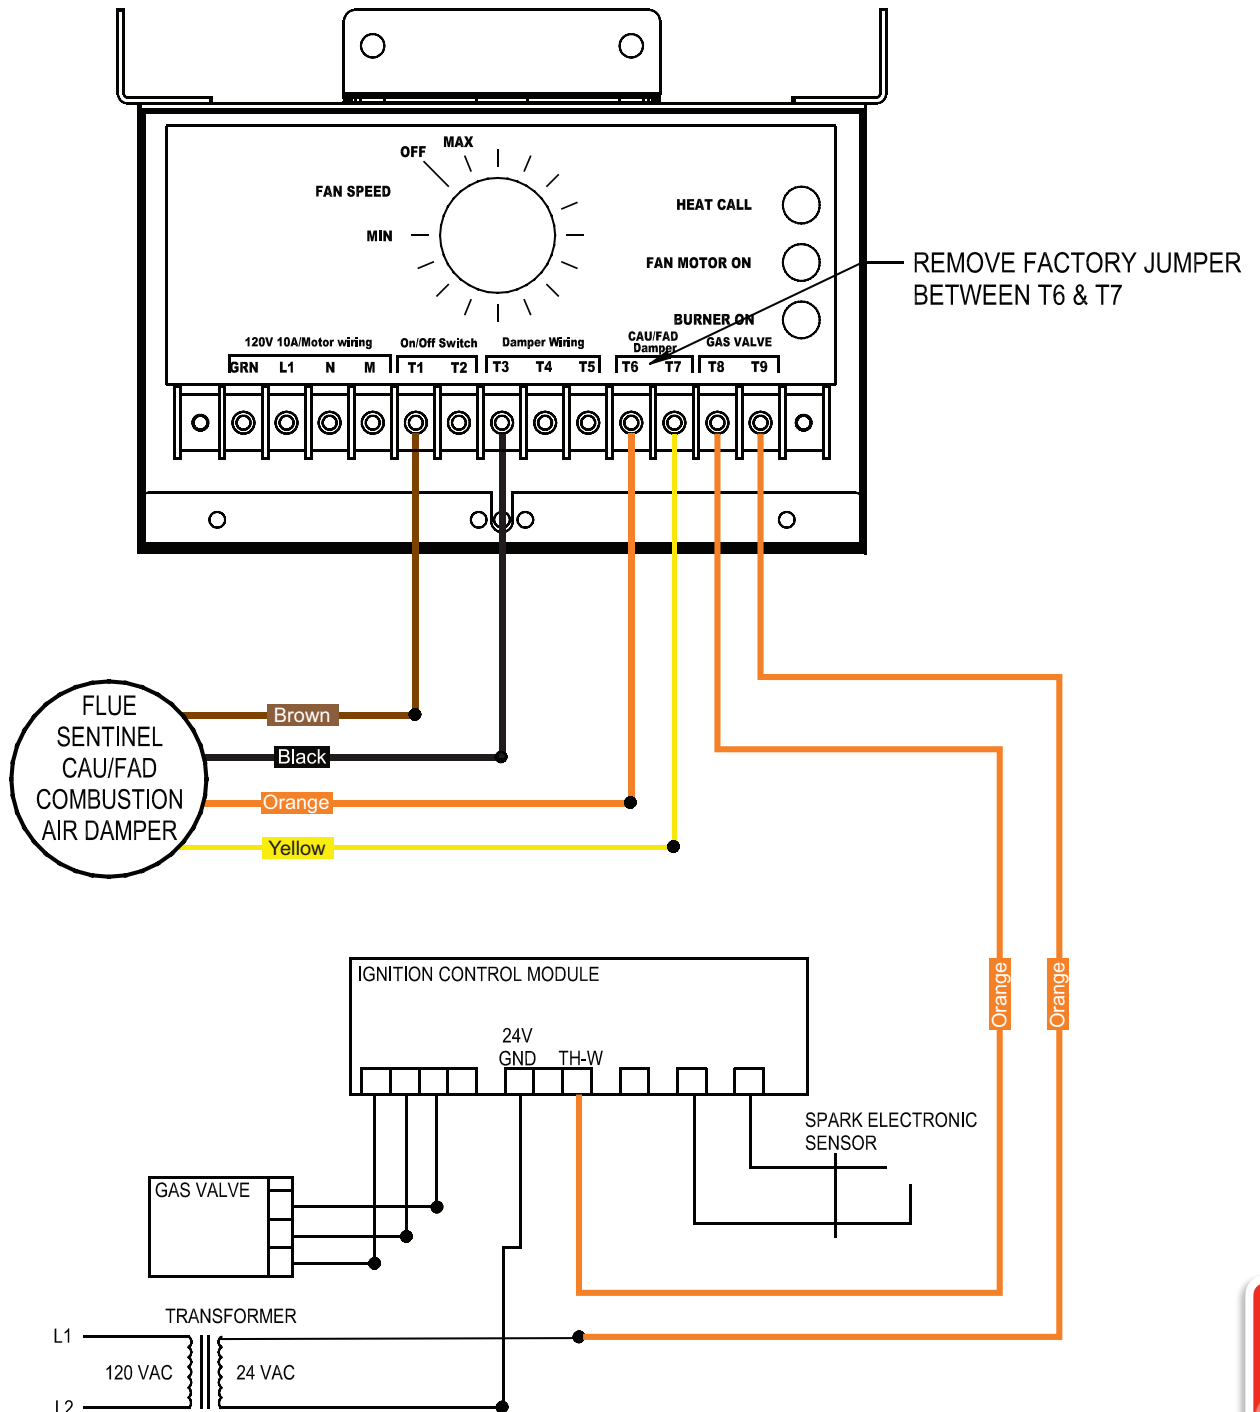 MAX
OFF
FAN SPEED
HEAT CALL
MIN
FAN MOTOR ON
REMOVE FACTORY JUMPER
BETWEEN T6 & T7
BURNER ON
120V 10A/Motor wiring
On/Off Switch
Damper Wiring
CAU/FAD
Damper
GAS VALVE
GRN L1 N M T1 T2 T3 T4 T5 T6 T7 T8 T9
FLUE
SENTINEL
CAU/FAD
COMBUSTION
AIR DAMPER
Brown
Black
Orange
Yellow
Orange
Orange
IGNITION CONTROL MODULE
24V
GND
TH-W
SPARK ELECTRONIC
SENSOR
GAS VALVE
TRANSFORMER
L1
120 VAC
24 VAC
L2